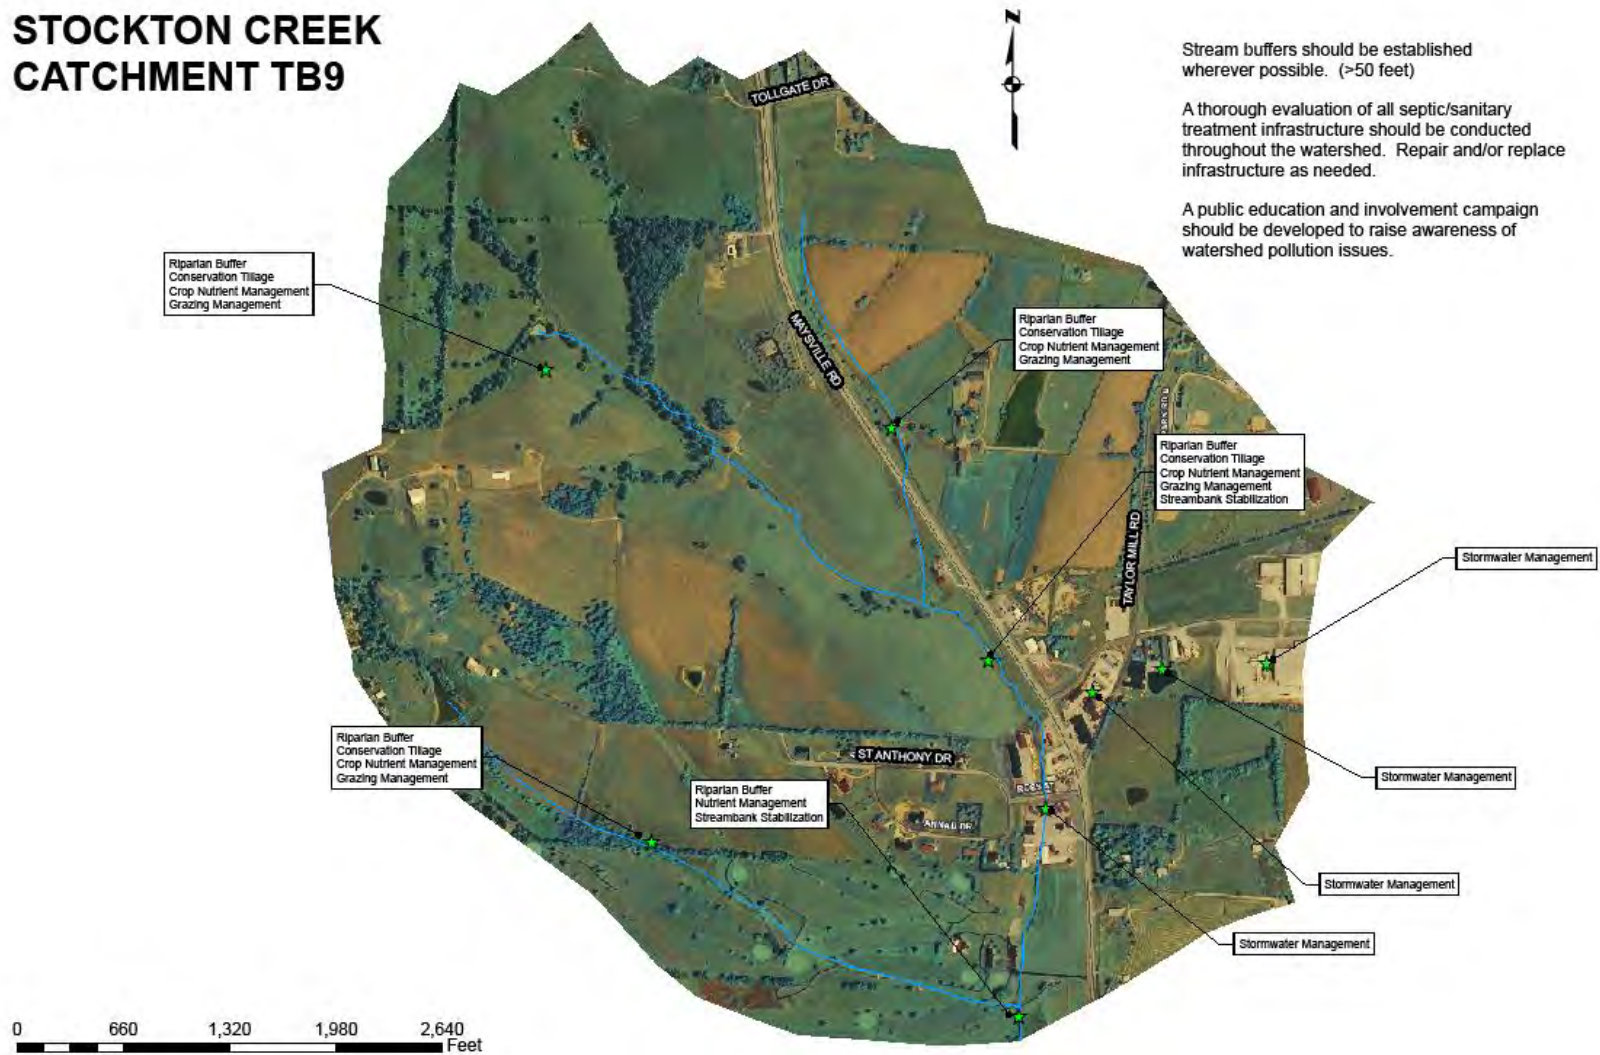 STOCKTON CREEK
CATCHMENT TB9
N
Stream buffers should be established
wherever possible. (>50 feet)
A thorough evaluation of all septic/sanitary
treatment infrastructure should be conducted
throughout the watershed. Repair and/or replace
infrastructure as needed.
A public education and involvement campaign
should be developed to raise awareness of
watershed pollution issues.
TOLLGATE DR
Riparian Buffer
Conservation Tillage
Crop Nutrient Management
Grazing Management
MAYSVILLE RD
Riparian Buffer
Conservation Tillage
Crop Nutrient Management
Grazing Management
Riparian Buffer
Conservation Tillage
Crop Nutrient Management
Grazing Management
Streambank Stabilization
TAYLOR MILL RD
Stormwater Management
Riparian Buffer
Conservation Tillage
Crop Nutrient Management
Grazing Management
ST ANTHONY DR
Riparian Buffer
Nutrient Management
Streambank Stabilization
Stormwater Management
Stormwater Management
Stormwater Management
0 660 1,320 1,980 2,640
Feet